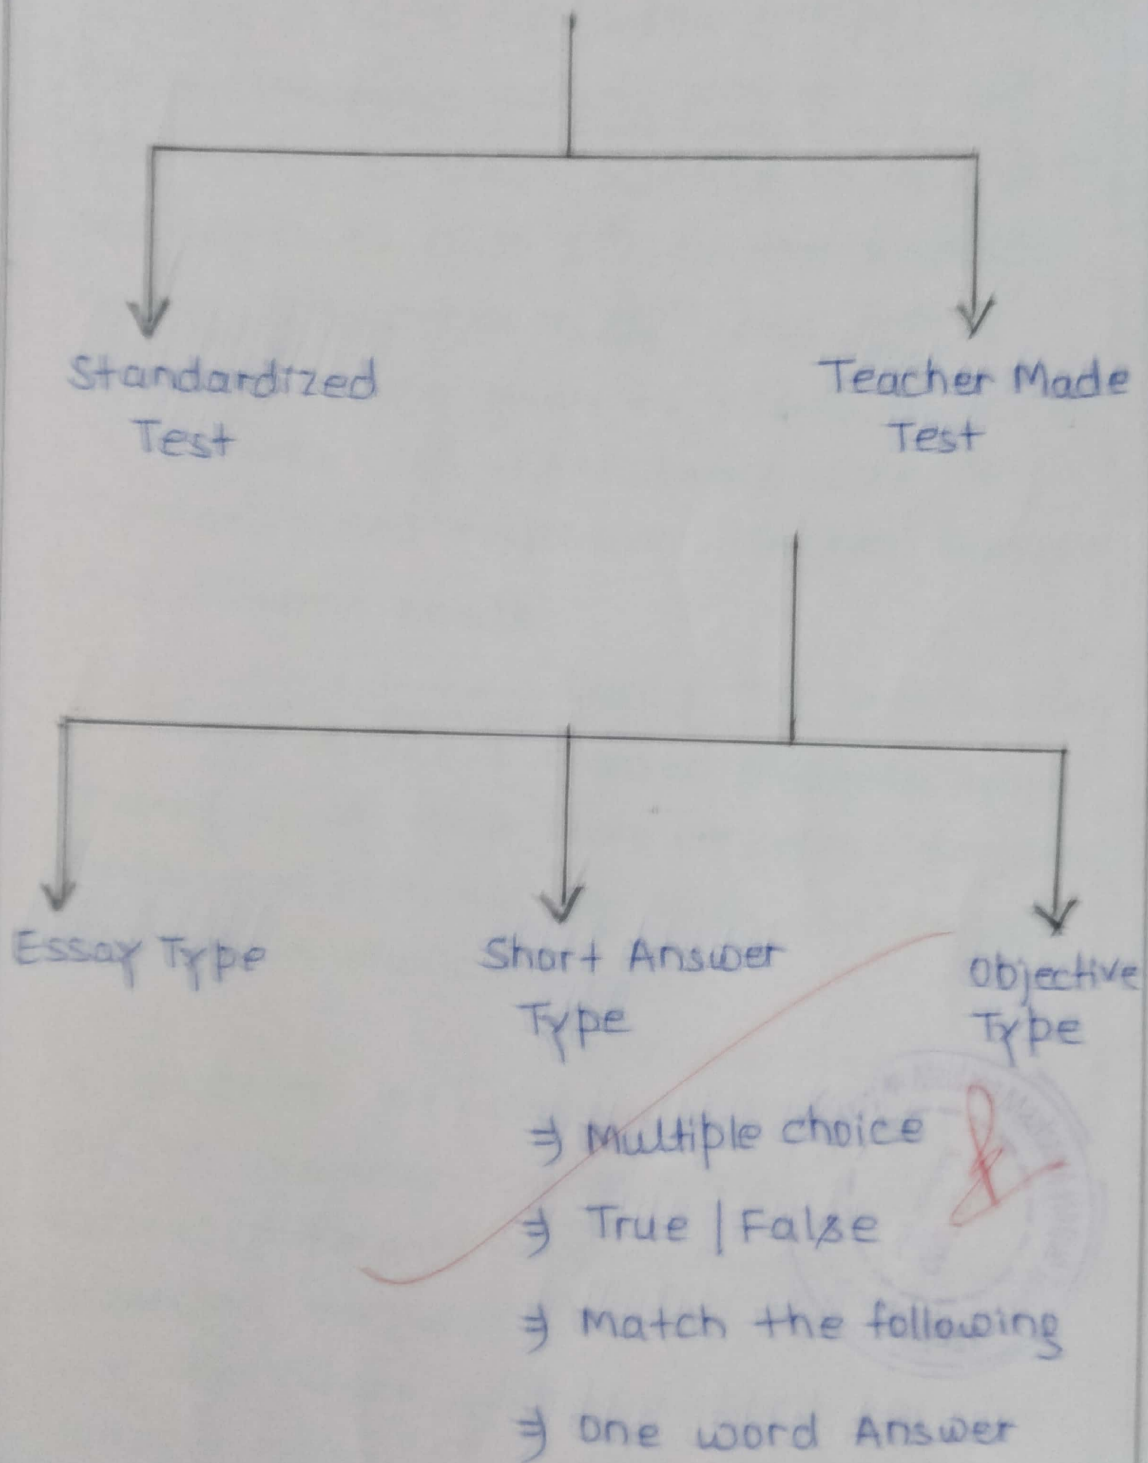 Standardized
Test
Teacher Made
Test
Essay Type
Short Answer
Type
Objective
Type
⇒ Multiple choice
⇒ True | False
⇒ Match the following
⇒ One word Answer